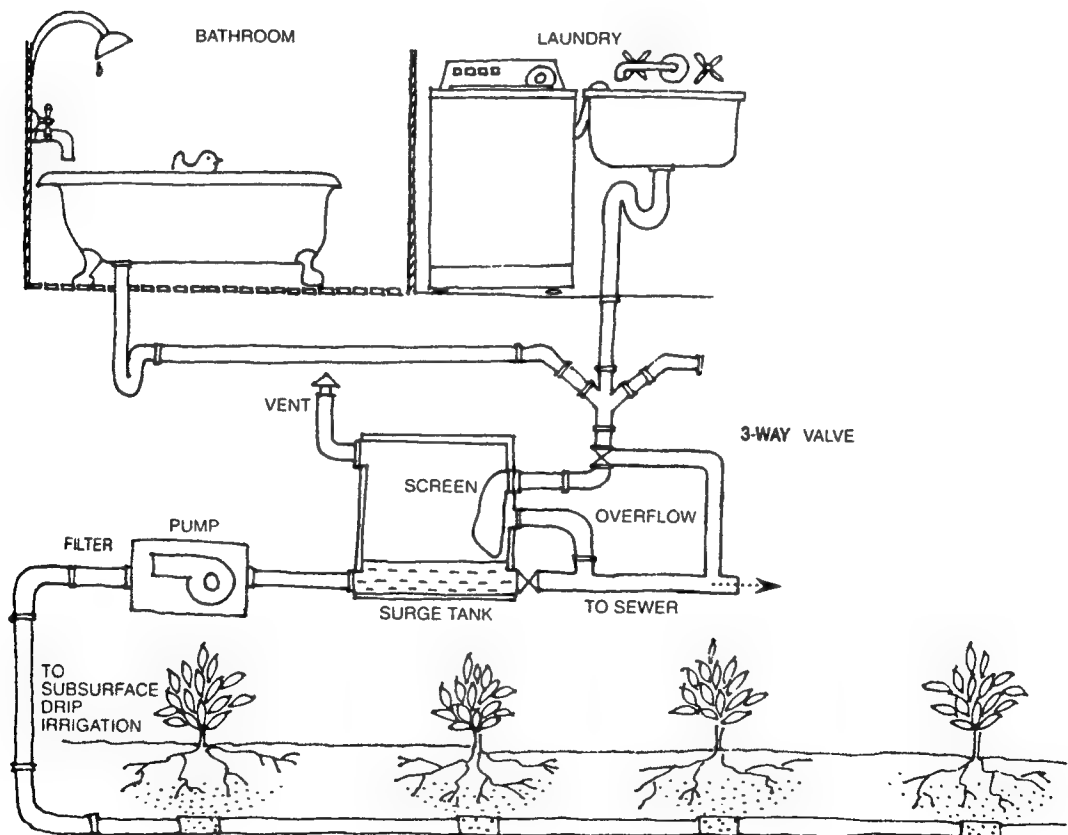 BATHROOM
LAUNDRY
VENT
3-WAY VALVE
SCREEN
OVERFLOW
PUMP
FILTER
SURGE TANK
TO SEWER
TO
SUBSURFACE
DRIP
IRRIGATION